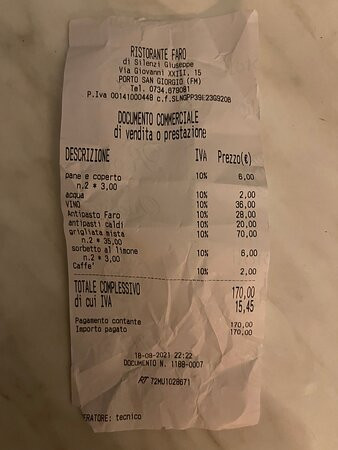 RISTORANTE FARO
di Silenzi Giuseppe
Via Giovanni XXIII, 15
PORTO SAN GIORGIO (FM)
Tel. 0734.679081
P.Iva 00141000448 c.f.SLNGPP39E23G920B
DOCUMENTO COMMERCIALE
di vendita o prestazione
DESCRIZIONE IVA Prezzo(€)
pane e coperto 10% 6,00
n.2 * 3,00
acqua 10% 2,00
VINO 10% 36,00
Antipasto Faro 10% 28,00
antipasti caldi 10% 20,00
grigliata mista 10% 70,00
n.2 * 35,00
sorbetto al limone 10% 6,00
n.2 * 3,00
Caffe' 10% 2,00
TOTALE COMPLESSIVO 170,00
di cui IVA 15,45
Pagamento contante 170,00
Importo pagato 170,00
18-08-2021 22:22
DOCUMENTO N. 1188-0007
RT 72MU1028671
ERATORE: tecnico